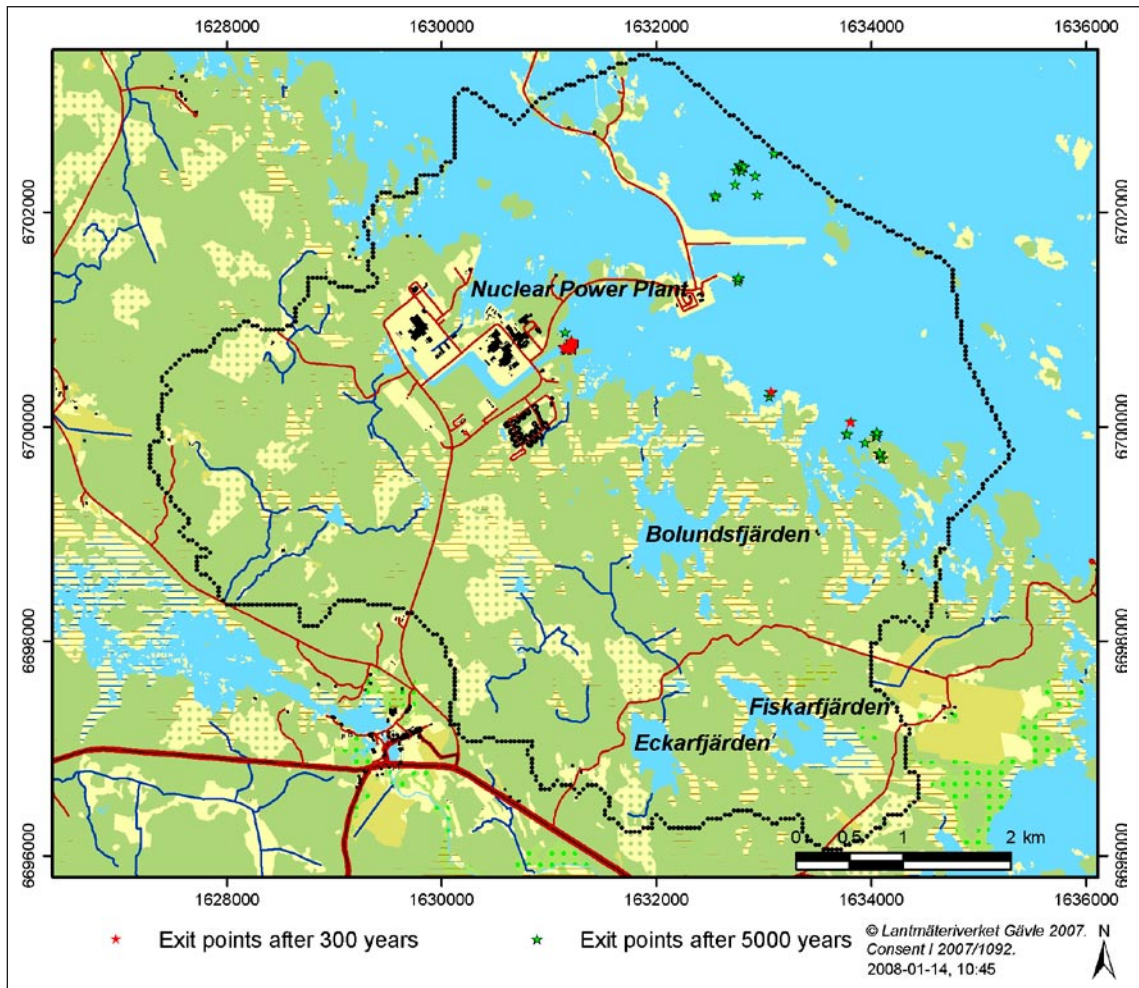 1628000 1630000 1632000 1634000 1636000
6702000 6702000
Nuclear Power Plant
6700000 6700000
Bolundsfjärden
6698000 6698000
Fiskarfjärden
Eckarfjärden
0 0.5 1 2 km
6696000 6696000
1628000 1630000 1632000 1634000 1636000
Exit points after 300 years Exit points after 5000 years
© Lantmäteriverket Gävle 2007.
Consent I 2007/1092.
2008-01-14, 10:45
N